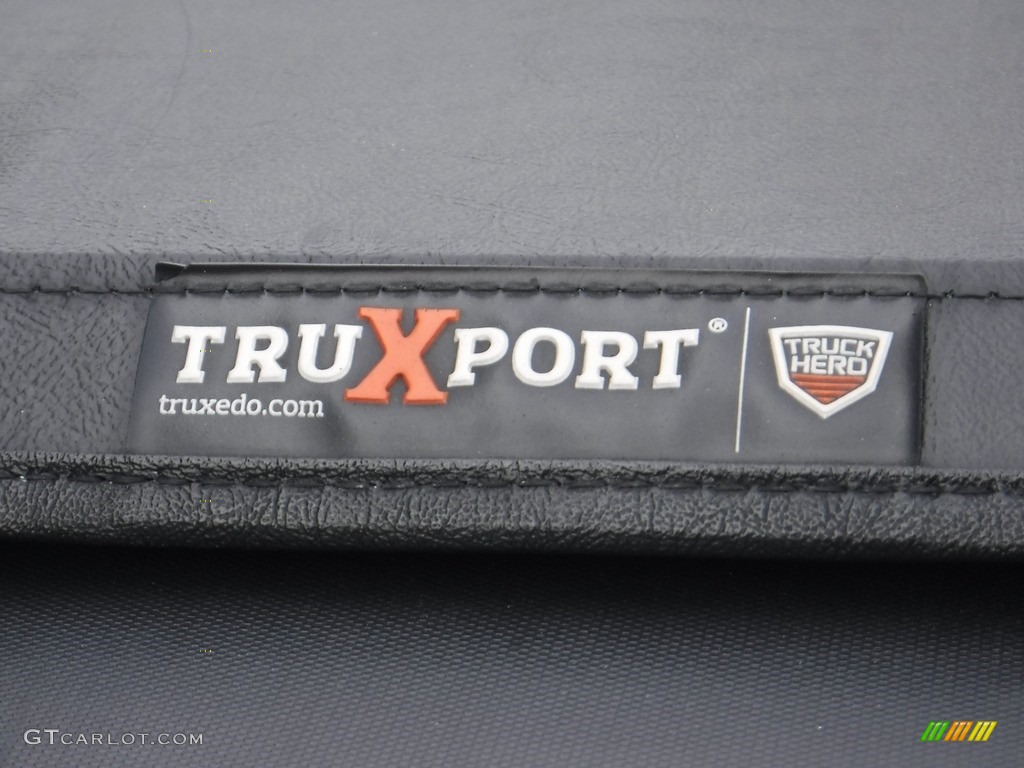 TRUXPORT®
truxedo.com
TRUCK
HERO
GTCARLOT.COM